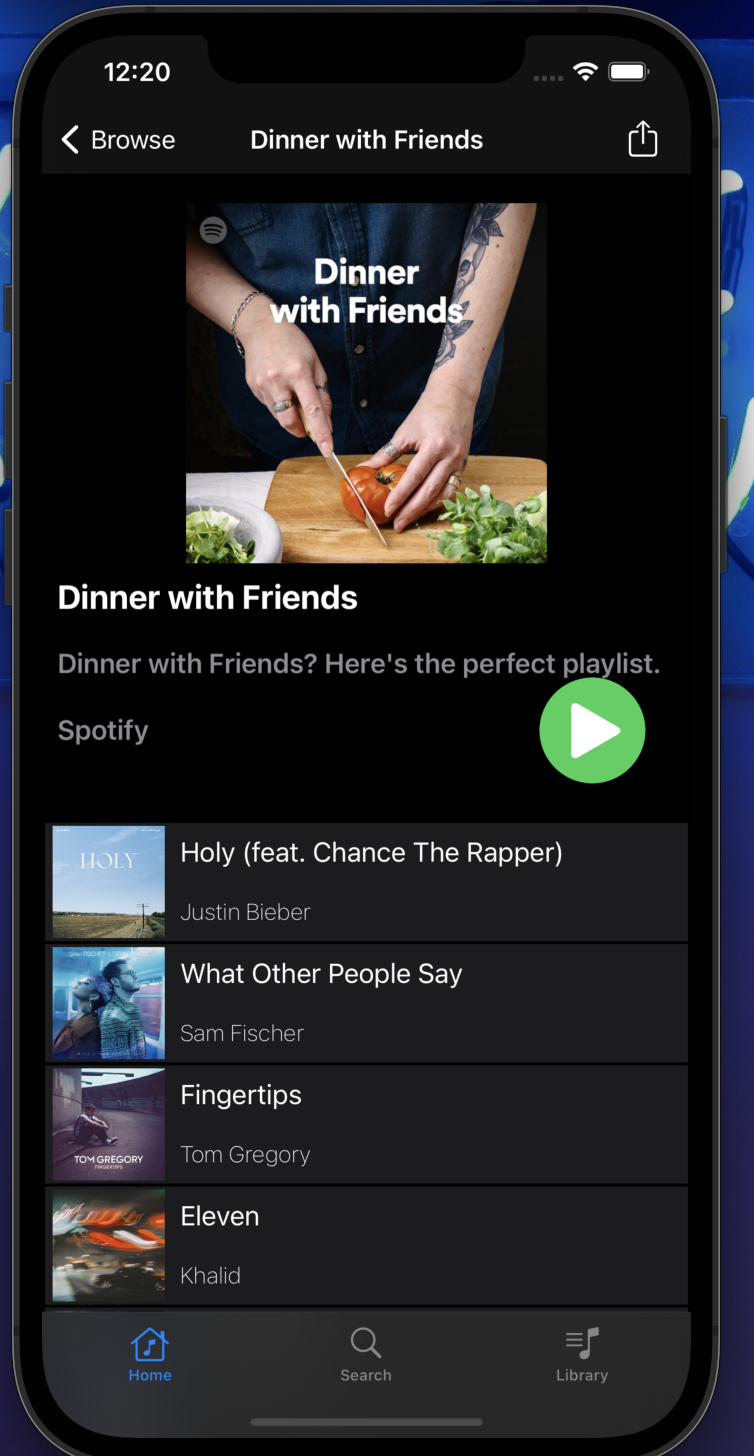 12:20
Browse
Dinner with Friends
Dinner
with Friends
Dinner with Friends
Dinner with Friends? Here's the perfect playlist.
Spotify
HOLY
Holy (feat. Chance The Rapper)
Justin Bieber
What Other People Say
Sam Fischer
TOM GREGORY
FINGERTIPS
Fingertips
Tom Gregory
Eleven
Khalid
Home
Search
Library